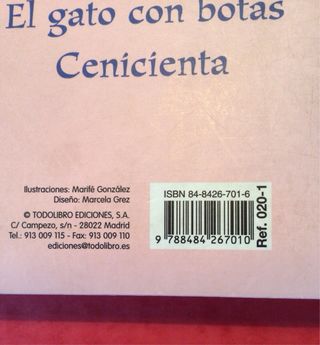 El gato con botas
Cenicienta
Ilustraciones: Marifé González
Diseño: Marcela Grez
© TODOLIBRO EDICIONES, S.A.
C/ Campezo, s/n - 28022 Madrid
Tel.: 913 009 115 - Fax: 913 009 110
ediciones@todolibro.es
ISBN 84-8426-701-6
9 788484 267010
Ref. 020-1